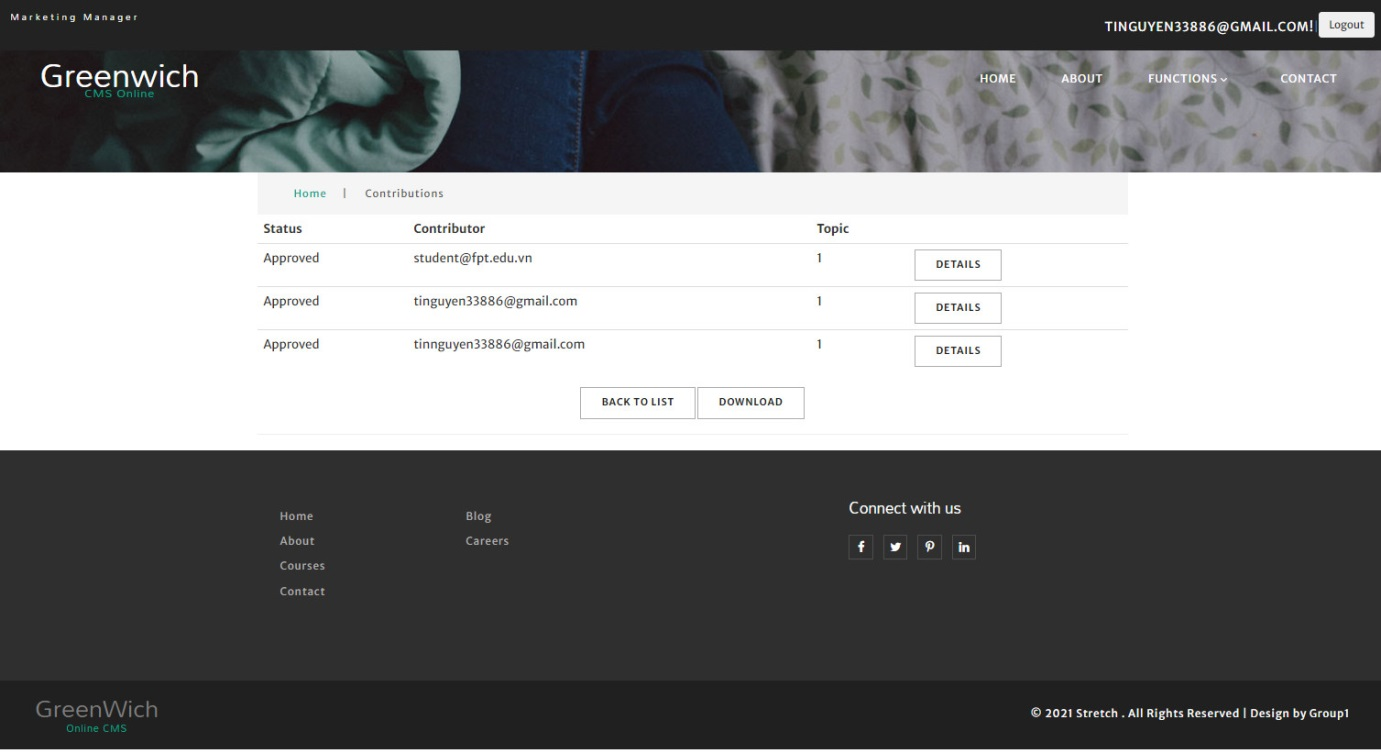 Marketing Manager
TINGUYEN33886@GMAIL.COM!| Logout
Greenwich
CMS Online
HOME ABOUT FUNCTIONS CONTACT
Home | Contributions
Status Contributor Topic
Approved student@fpt.edu.vn 1 DETAILS
Approved tinguyen33886@gmail.com 1 DETAILS
Approved tinnguyen33886@gmail.com 1 DETAILS
BACK TO LIST DOWNLOAD
Connect with us
Home Blog
About Careers
Courses
Contact
GreenWich
Online CMS
© 2021 Stretch . All Rights Reserved | Design by Group1